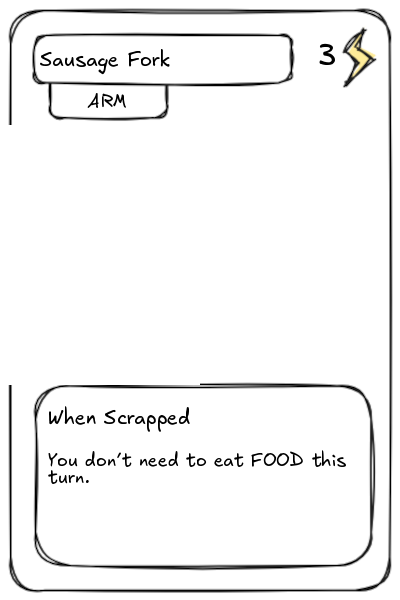 Sausage Fork
3
ARM
When Scrapped
You don't need to eat FOOD this
turn.